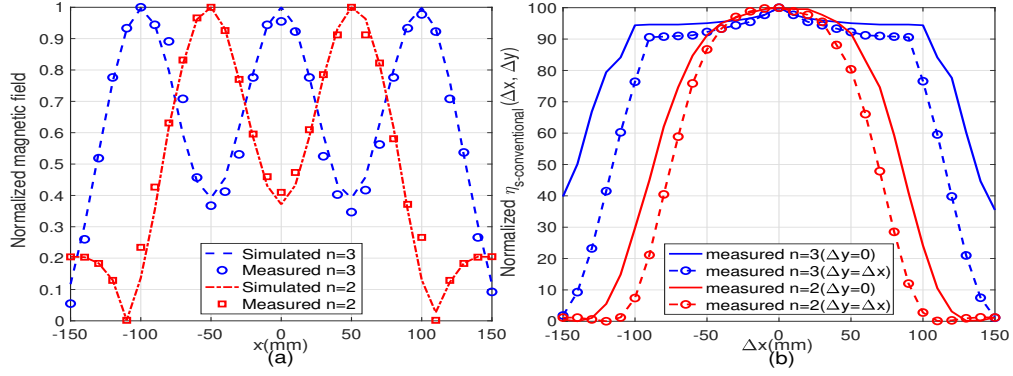 Normalized magnetic field
1
0.9
0.8
0.7
0.6
0.5
0.4
0.3
0.2
0.1
0
-150
-100
-50
0
50
100
150
x(mm)
(a)
Simulated n=3
Measured n=3
Simulated n=2
Measured n=2
Normalized ηs-conventional(Δx, Δy)
100
90
80
70
60
50
40
30
20
10
0
-150
-100
-50
0
50
100
150
Δx(mm)
(b)
measured n=3(Δy=0)
measured n=3(Δy=Δx)
measured n=2(Δy=0)
measured n=2(Δy=Δx)